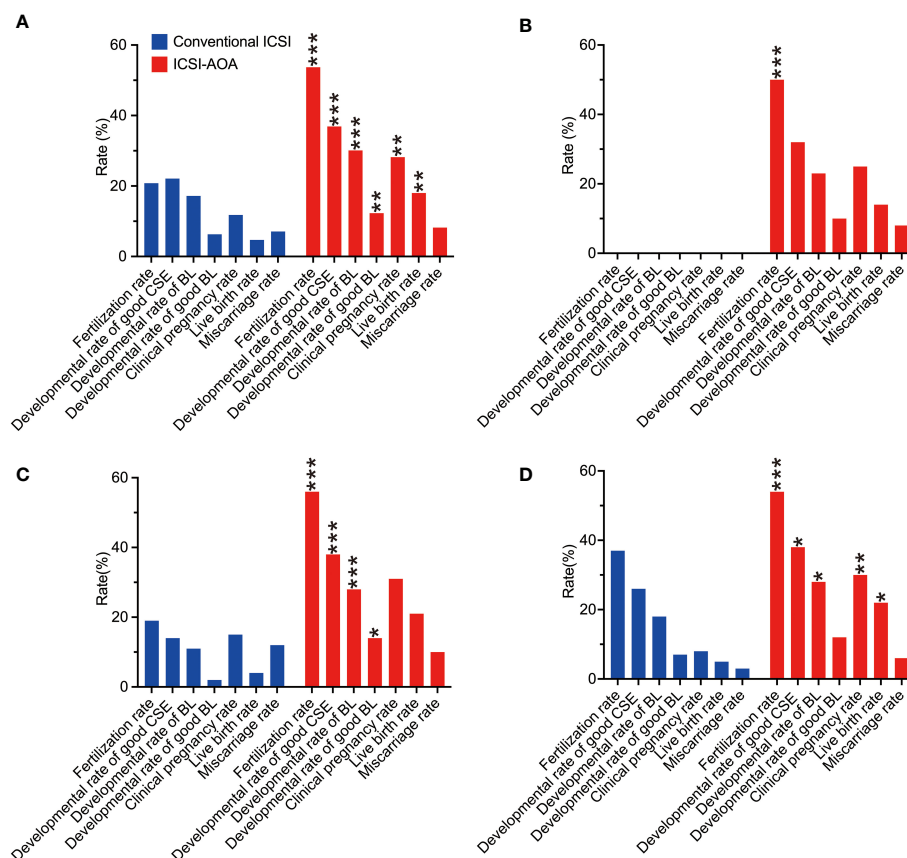 A
60
40
20
0
Rate (%)
Conventional ICSI
ICSI-AOA
***
***
***
**
**
**
Fertilization rate
Developmental rate of good CSE
Developmental rate of BL
Developmental rate of good BL
Clinical pregnancy rate
Live birth rate
Miscarriage rate
Fertilization rate
Developmental rate of good CSE
Developmental rate of BL
Developmental rate of good BL
Clinical pregnancy rate
Live birth rate
Miscarriage rate
B
60
40
20
0
Rate (%)
***
Fertilization rate
Developmental rate of good CSE
Developmental rate of BL
Developmental rate of good BL
Clinical pregnancy rate
Live birth rate
Miscarriage rate
Fertilization rate
Developmental rate of good CSE
Developmental rate of BL
Developmental rate of good BL
Clinical pregnancy rate
Live birth rate
Miscarriage rate
C
60
40
20
0
Rate(%)
***
***
***
*
Fertilization rate
Developmental rate of good CSE
Developmental rate of BL
Developmental rate of good BL
Clinical pregnancy rate
Live birth rate
Miscarriage rate
Fertilization rate
Developmental rate of good CSE
Developmental rate of BL
Developmental rate of good BL
Clinical pregnancy rate
Live birth rate
Miscarriage rate
D
60
40
20
0
Rate(%)
***
*
*
**
*
Fertilization rate
Developmental rate of good CSE
Developmental rate of BL
Developmental rate of good BL
Clinical pregnancy rate
Live birth rate
Miscarriage rate
Fertilization rate
Developmental rate of good CSE
Developmental rate of BL
Developmental rate of good BL
Clinical pregnancy rate
Live birth rate
Miscarriage rate